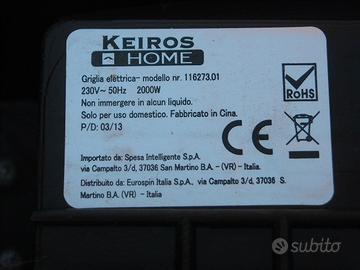 KEIROS
HOME
Griglia elettrica- modello nr. 116273.01
230V~ 50Hz 2000W
Non immergere in alcun liquido.
Solo per uso domestico. Fabbricato in Cina.
P/D: 03/13
RoHS
CE
Importato da: Spesa Intelligente S.p.A.
via Campalto 3/d, 37036 San Martino B.A. - (VR) - Italia.
Distribuito da: Eurospin Italia S.p.A., via Campalto 3/d, 37036 S.
Martino B.A. (VR) - Italia
subito